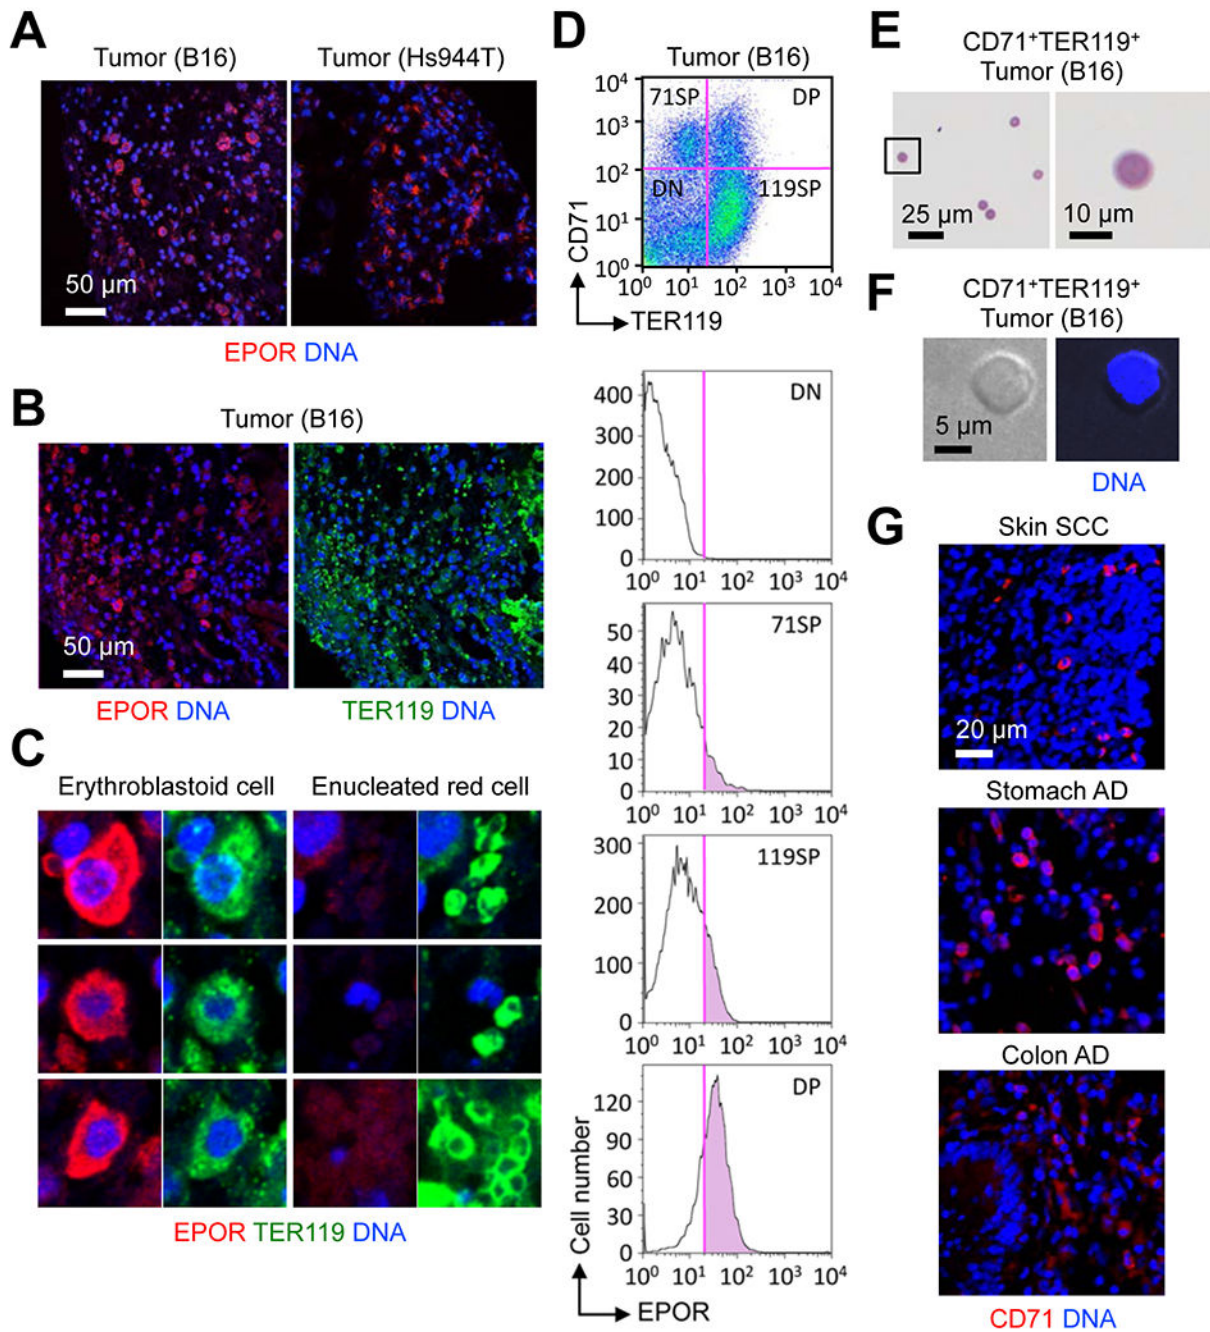 A
Tumor (B16)
Tumor (Hs944T)
50 µm
EPOR DNA
B
Tumor (B16)
50 µm
EPOR DNA
TER119 DNA
C
Erythroblastoid cell
Enucleated red cell
EPOR TER119 DNA
D
Tumor (B16)
10⁴
10³
10²
10¹
10⁰
71SP
DP
DN
119SP
CD71
10⁰ 10¹ 10² 10³ 10⁴
TER119
400
300
200
100
0
DN
10⁰ 10¹ 10² 10³ 10⁴
50
40
30
20
10
0
71SP
10⁰ 10¹ 10² 10³ 10⁴
300
200
100
0
119SP
10⁰ 10¹ 10² 10³ 10⁴
120
90
60
30
0
DP
Cell number
10⁰ 10¹ 10² 10³ 10⁴
EPOR
E
CD71⁺TER119⁺
Tumor (B16)
25 µm
10 µm
F
CD71⁺TER119⁺
Tumor (B16)
5 µm
DNA
G
Skin SCC
20 µm
Stomach AD
Colon AD
CD71 DNA